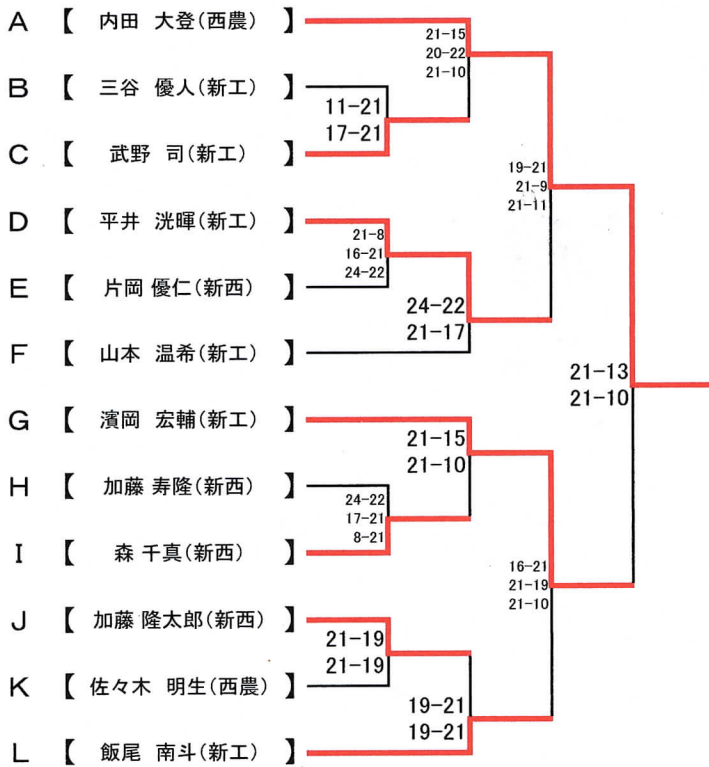 A 【 内田 大登(西農) 】
21-15
20-22
21-10
B 【 三谷 優人(新工) 】
11-21
17-21
C 【 武野 司(新工) 】
19-21
21-9
21-11
D 【 平井 洸暉(新工) 】
21-8
16-21
24-22
E 【 片岡 優仁(新西) 】
24-22
21-17
F 【 山本 温希(新工) 】
21-13
21-10
G 【 濱岡 宏輔(新工) 】
21-15
21-10
H 【 加藤 寿隆(新西) 】
24-22
17-21
8-21
I 【 森 千真(新西) 】
16-21
21-19
21-10
J 【 加藤 隆太郎(新西) 】
21-19
21-19
K 【 佐々木 明生(西農) 】
19-21
19-21
L 【 飯尾 南斗(新工) 】